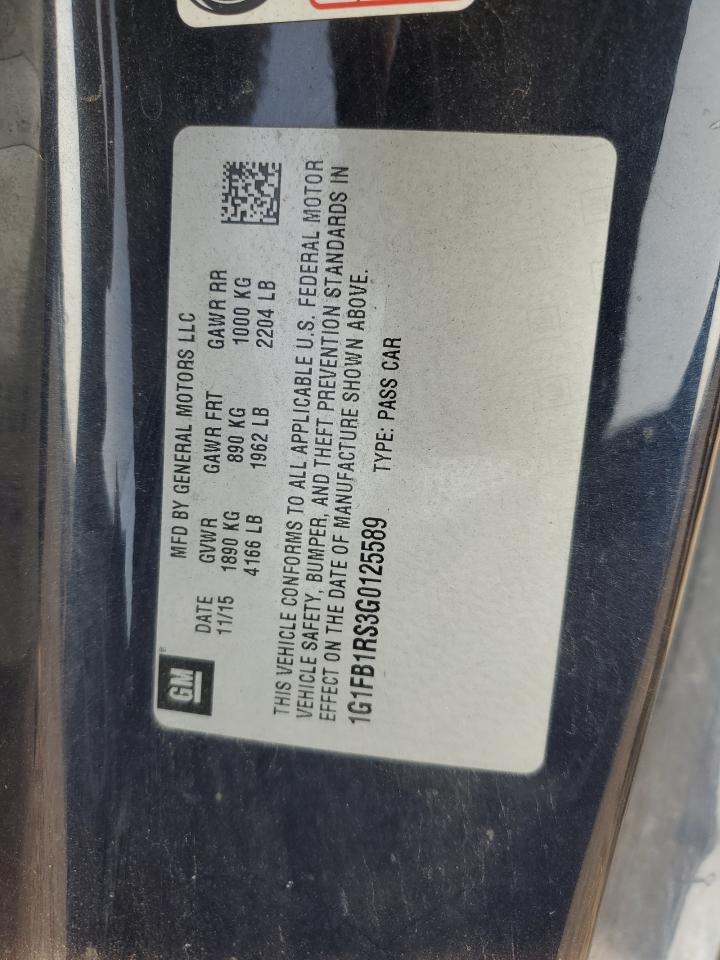 GM
MFD BY GENERAL MOTORS LLC
DATE GVWR GAWR FRT GAWR RR
11/15 1890 KG 890 KG 1000 KG
4166 LB 1962 LB 2204 LB
THIS VEHICLE CONFORMS TO ALL APPLICABLE U.S. FEDERAL MOTOR
VEHICLE SAFETY, BUMPER, AND THEFT PREVENTION STANDARDS IN
EFFECT ON THE DATE OF MANUFACTURE SHOWN ABOVE.
1G1FB1RS3G0125589 TYPE: PASS CAR